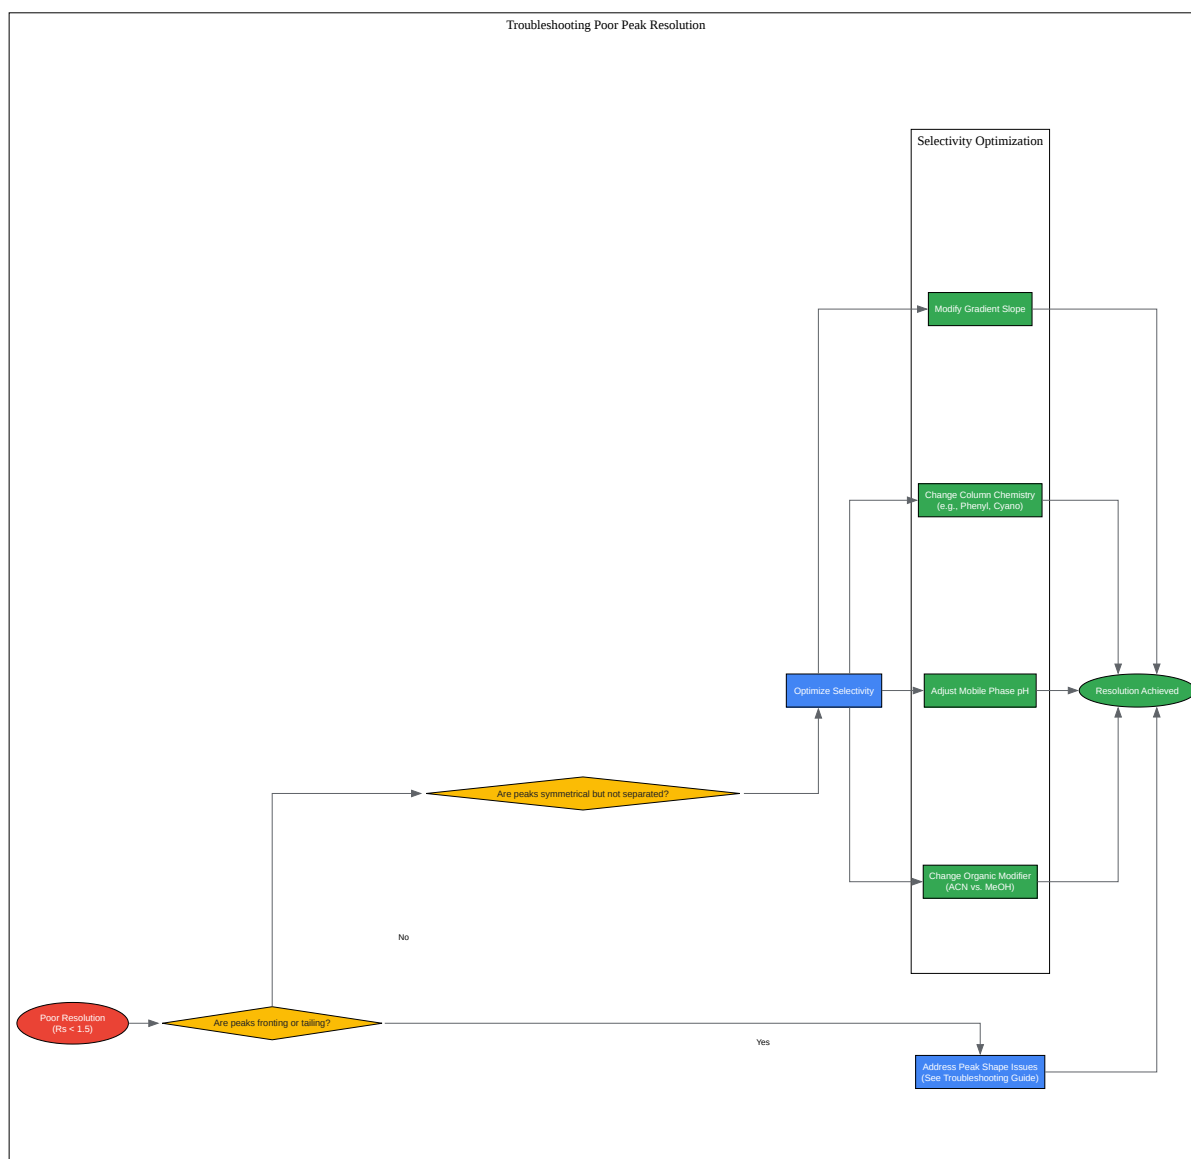 Troubleshooting Poor Peak Resolution
Selectivity Optimization
Modify Gradient Slope
Change Column Chemistry
(e.g., Phenyl, Cyano)
Optimize Selectivity
Adjust Mobile Phase pH
Resolution Achieved
Are peaks symmetrical but not separated?
Change Organic Modifier
(ACN vs. MeOH)
No
Poor Resolution
(Rs < 1.5)
Are peaks fronting or tailing?
Yes
Address Peak Shape Issues
(See Troubleshooting Guide)